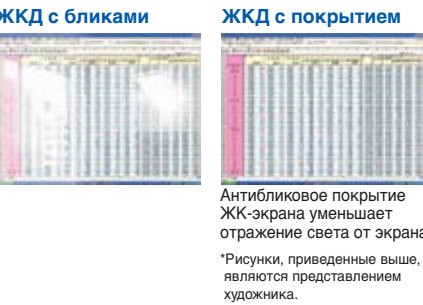 ЖКД с бликами
ЖКД с покрытием
Антибликовое покрытие
ЖК-экрана уменьшает
отражение света от экрана
*Рисунки, приведенные выше,
являются представлением
художника.